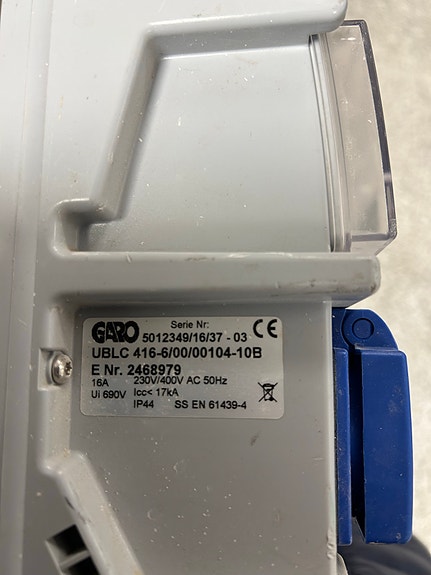 GARO Serie Nr: CE
5012349/16/37 - 03
UBLC 416-6/00/00104-10B
E Nr. 2468979
16A 230V/400V AC 50Hz
Ui 690V Icc< 17kA
IP44 SS EN 61439-4